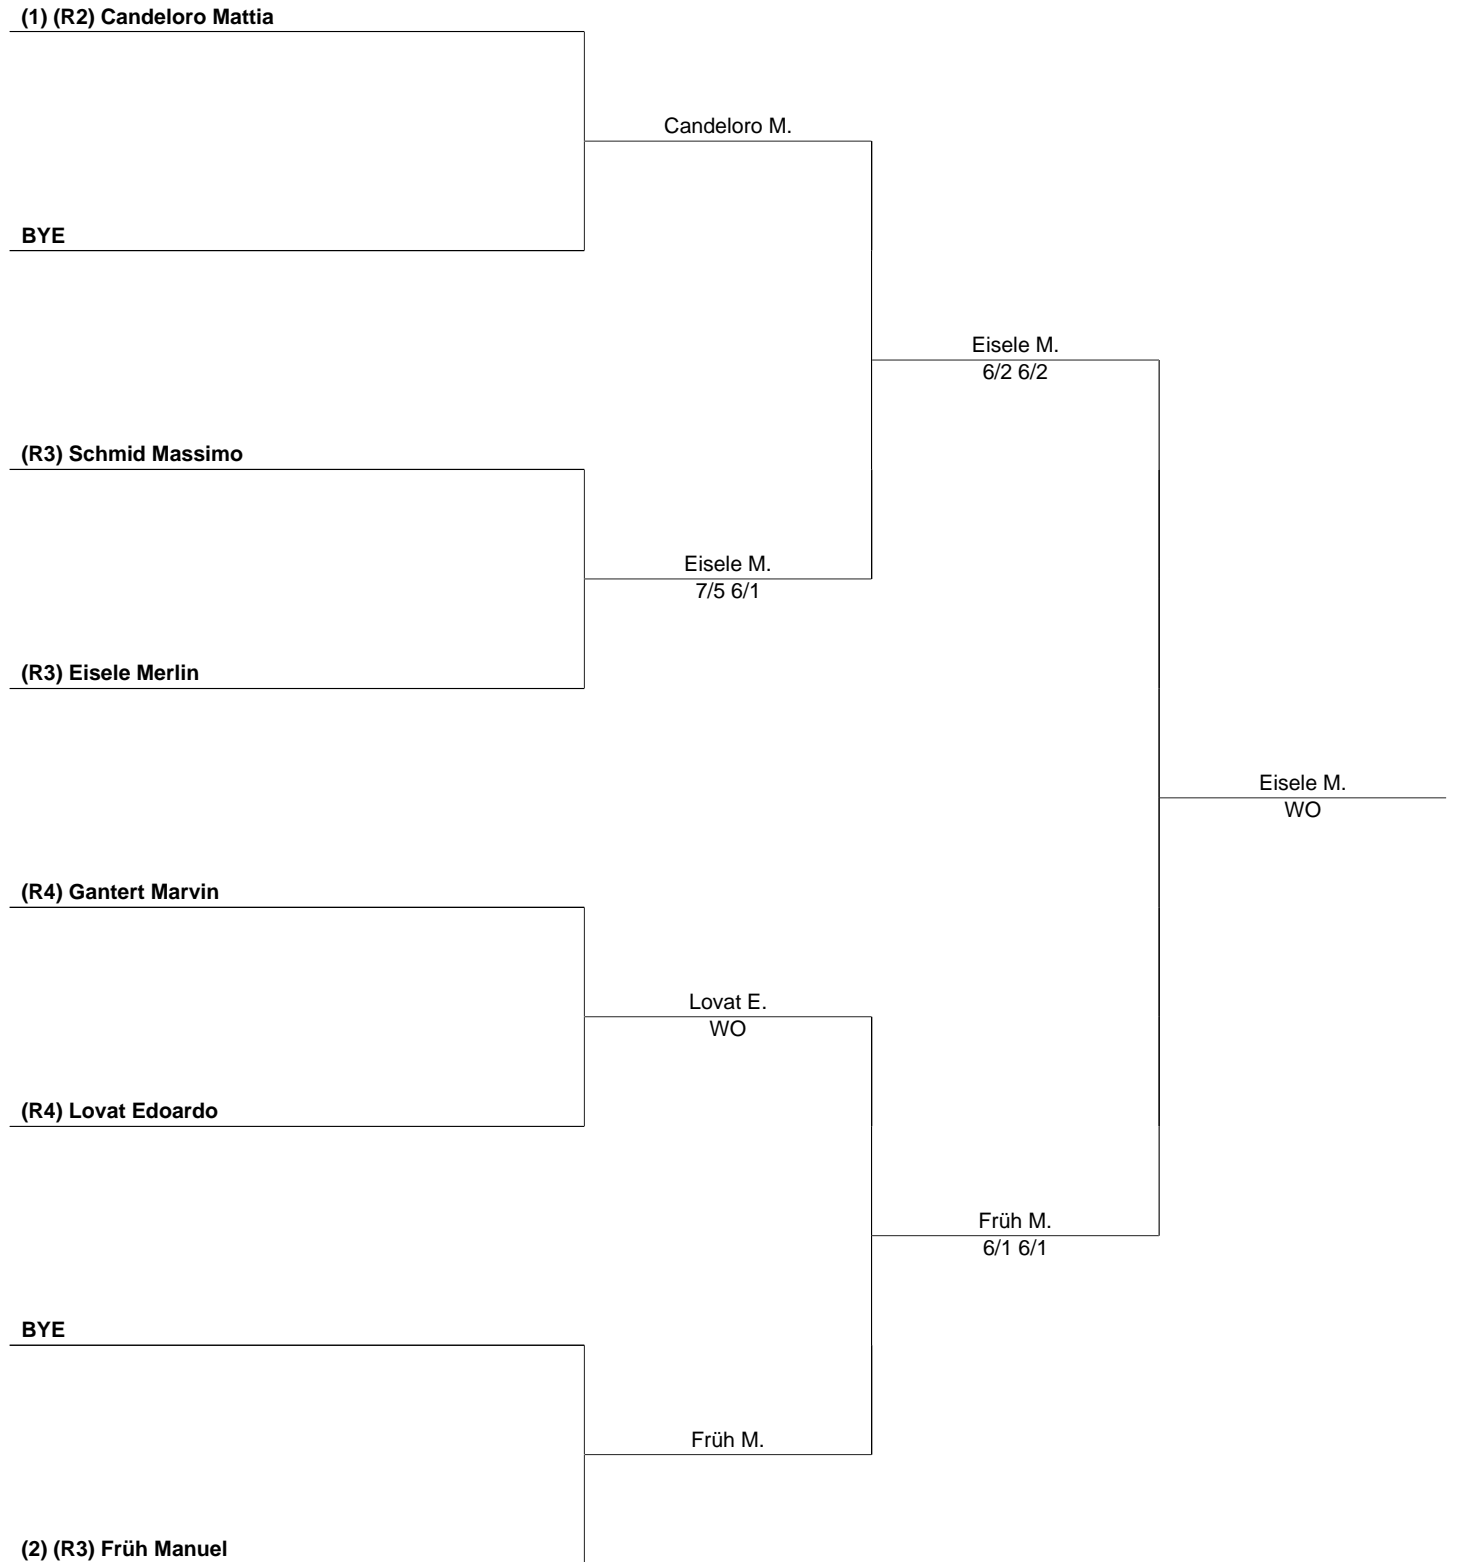 (1) (R2) Candeloro Mattia
Candeloro M.
BYE
Eisele M.
6/2 6/2
(R3) Schmid Massimo
Eisele M.
7/5 6/1
(R3) Eisele Merlin
Eisele M.
WO
(R4) Gantert Marvin
Lovat E.
WO
(R4) Lovat Edoardo
Früh M.
6/1 6/1
BYE
Früh M.
(2) (R3) Früh Manuel